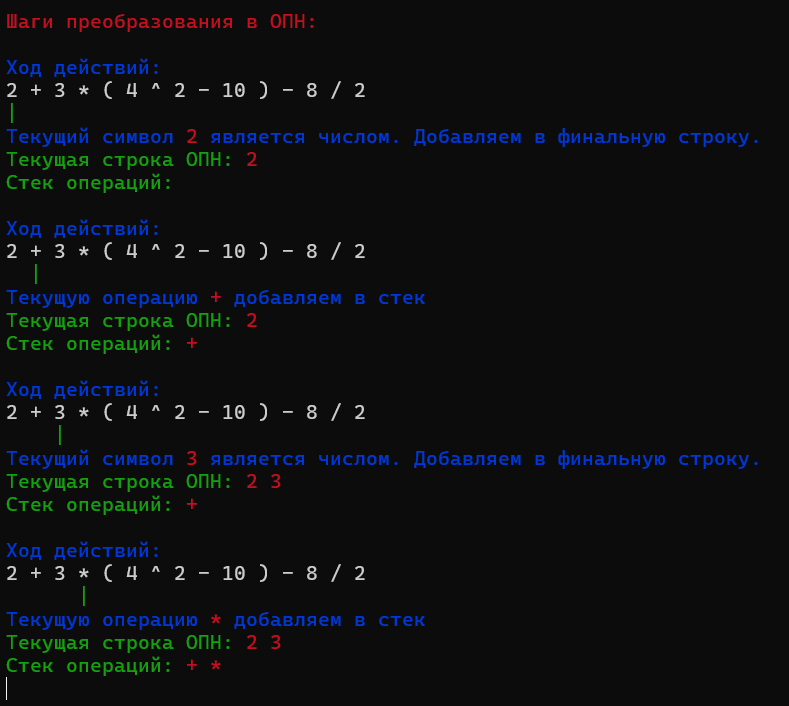 Шаги преобразования в ОПН:
Ход действий:
2 + 3 * ( 4 ^ 2 - 10 ) - 8 / 2
|
Текущий символ 2 является числом. Добавляем в финальную строку.
Текущая строка ОПН: 2
Стек операций:
Ход действий:
2 + 3 * ( 4 ^ 2 - 10 ) - 8 / 2
|
Текущую операцию + добавляем в стек
Текущая строка ОПН: 2
Стек операций: +
Ход действий:
2 + 3 * ( 4 ^ 2 - 10 ) - 8 / 2
|
Текущий символ 3 является числом. Добавляем в финальную строку.
Текущая строка ОПН: 2 3
Стек операций: +
Ход действий:
2 + 3 * ( 4 ^ 2 - 10 ) - 8 / 2
|
Текущую операцию * добавляем в стек
Текущая строка ОПН: 2 3
Стек операций: + *